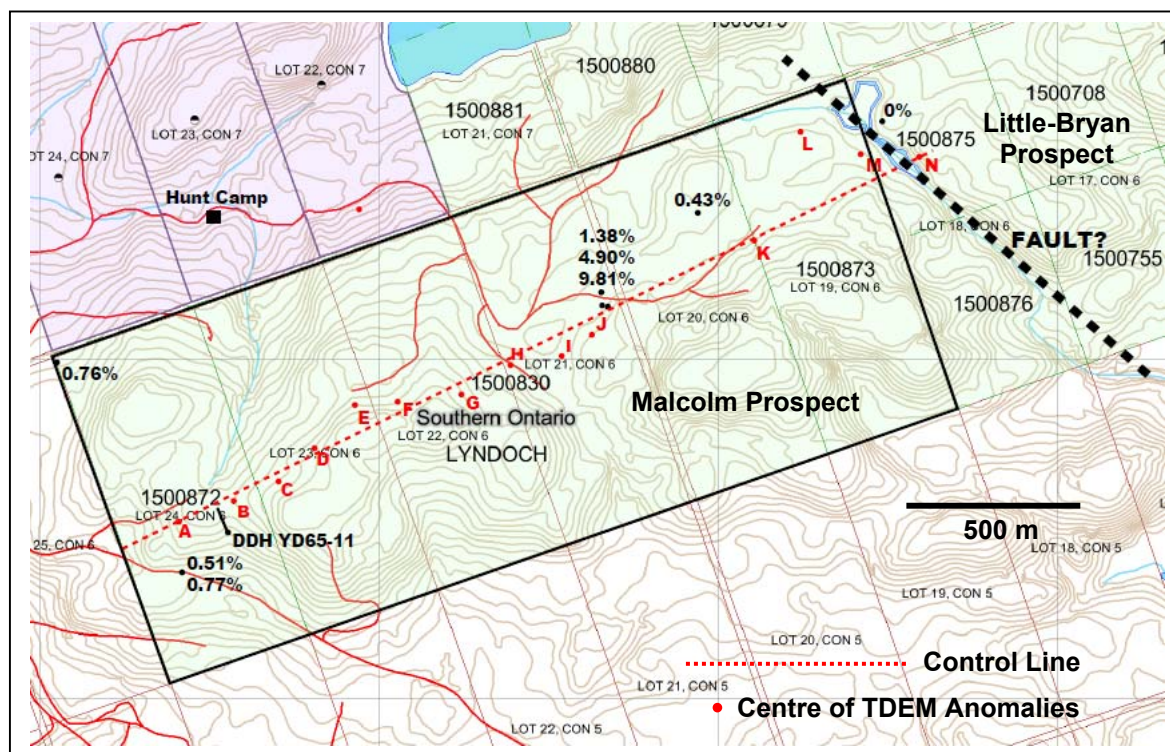 1500679
1500880
LOT 22, CON 7
1500881
LOT 21, CON 7
LOT 23, CON 7
OT 24, CON 7
0%
1500708
1500875
Little-Bryan
Prospect
L
M
N
LOT 17, CON 6
Hunt Camp
0.43%
LOT 18, CON 6
FAULT?
1.38%
4.90%
9.81%
K
1500873
LOT 19, CON 6
1500755
1500876
LOT 20, CON 6
J
I
H
LOT 21, CON 6
0.76%
1500830
G
Malcolm Prospect
E
F
Southern Ontario
LOT 22, CON 6
LOT 23, CON 6
D
LYNDOCH
C
1500872
LOT 24, CON 6
B
A
500 m
DDH YD65-11
25, CON 6
LOT 18, CON 5
0.51%
0.77%
LOT 19, CON 5
LOT 20, CON 5
Control Line
LOT 21, CON 5
Centre of TDEM Anomalies
LOT 22, CON 5